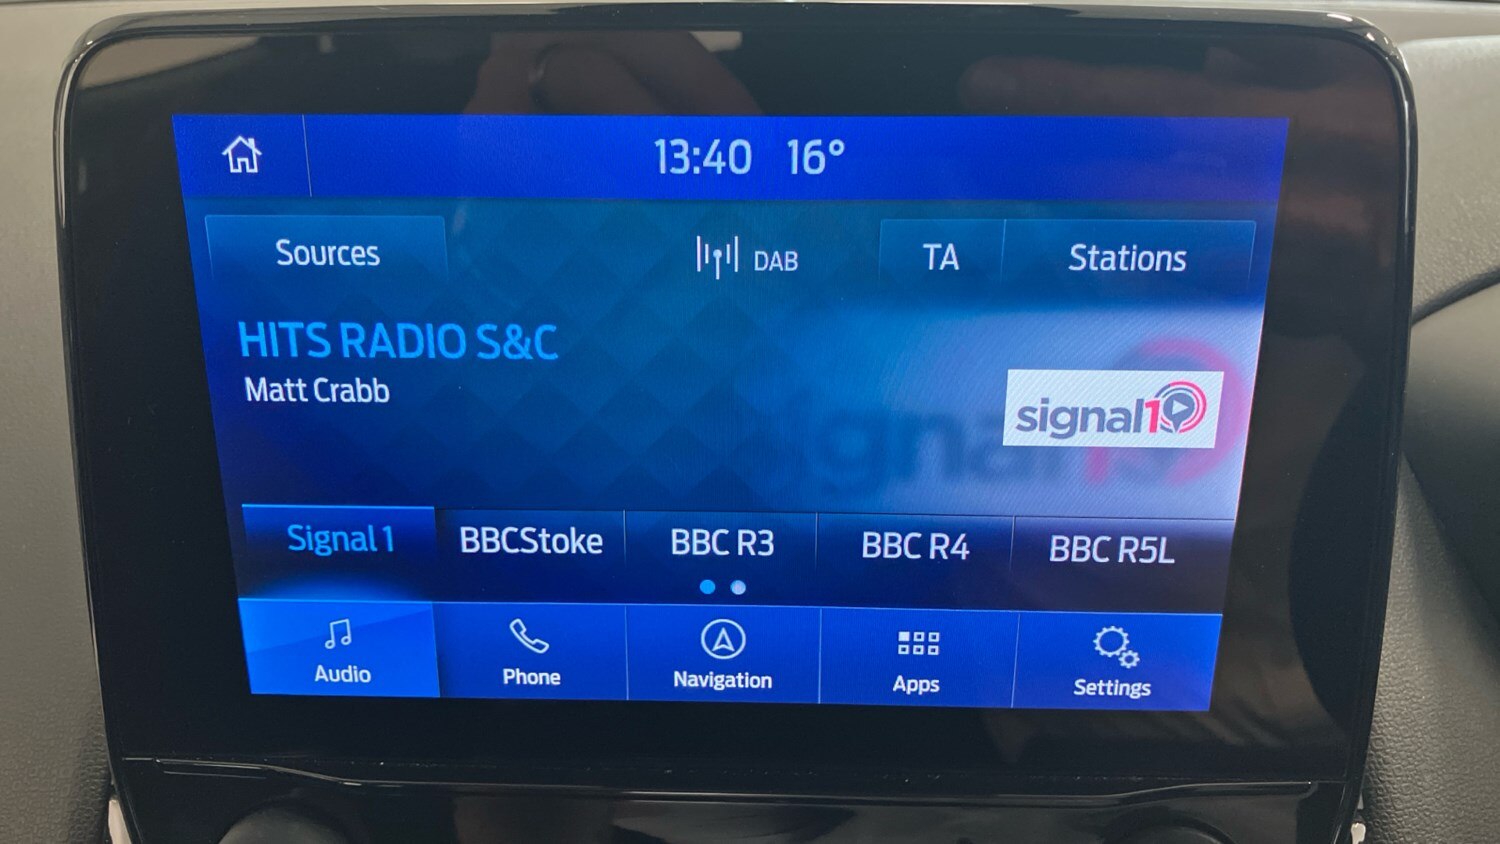 13:40 16°
Sources DAB TA Stations
HITS RADIO S&C
Matt Crabb
signal1
Signal 1 BBCStoke BBC R3 BBC R4 BBC R5L
Audio Phone Navigation Apps Settings